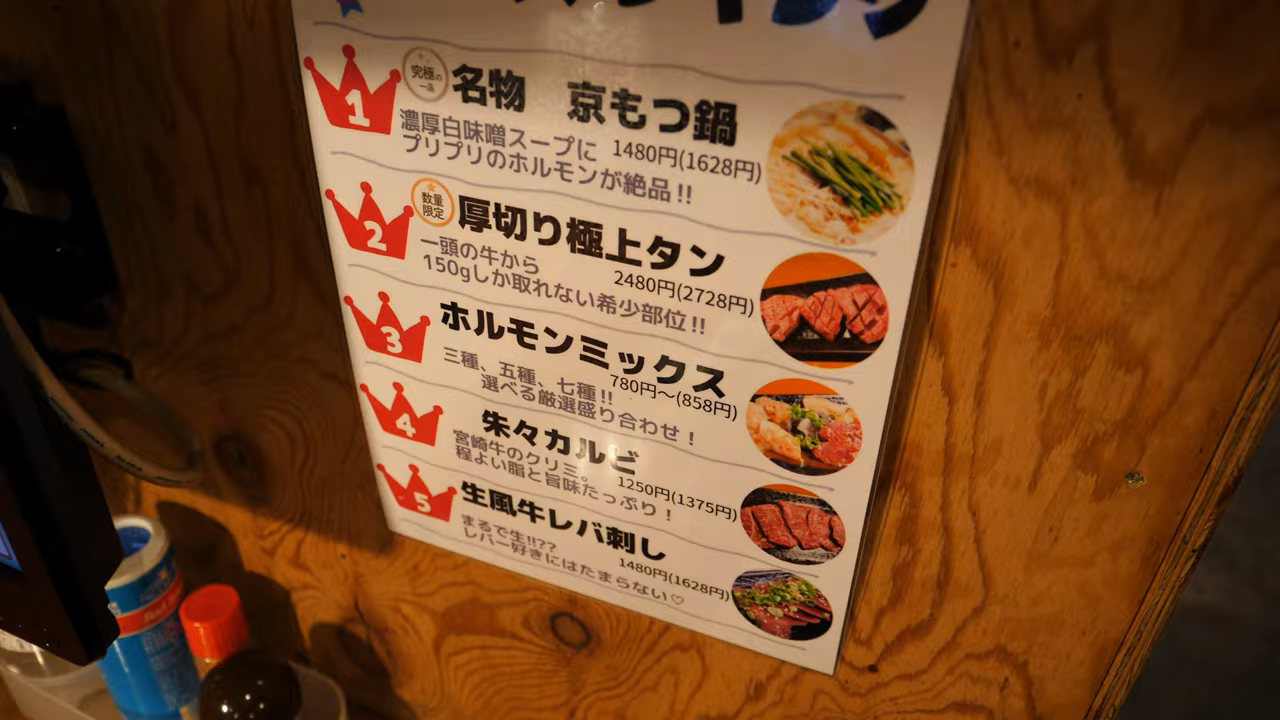 1
究極の
一品
名物 京もつ鍋
濃厚白味噌スープに
プリプリのホルモンが絶品!!
1480円(1628円)
2
数量
限定
厚切り極上タン
一頭の牛から
150gしか取れない希少部位!!
2480円(2728円)
3
ホルモンミックス
三種、五種、七種!!
選べる厳選盛り合わせ!
780円〜(858円)
4
朱々カルビ
宮崎牛のクリミ。
程よい脂と旨味たっぷり!
1250円(1375円)
5
生風牛レバ刺し
まるで生!!??
レバー好きにはたまらない♡
1480円(1628円)